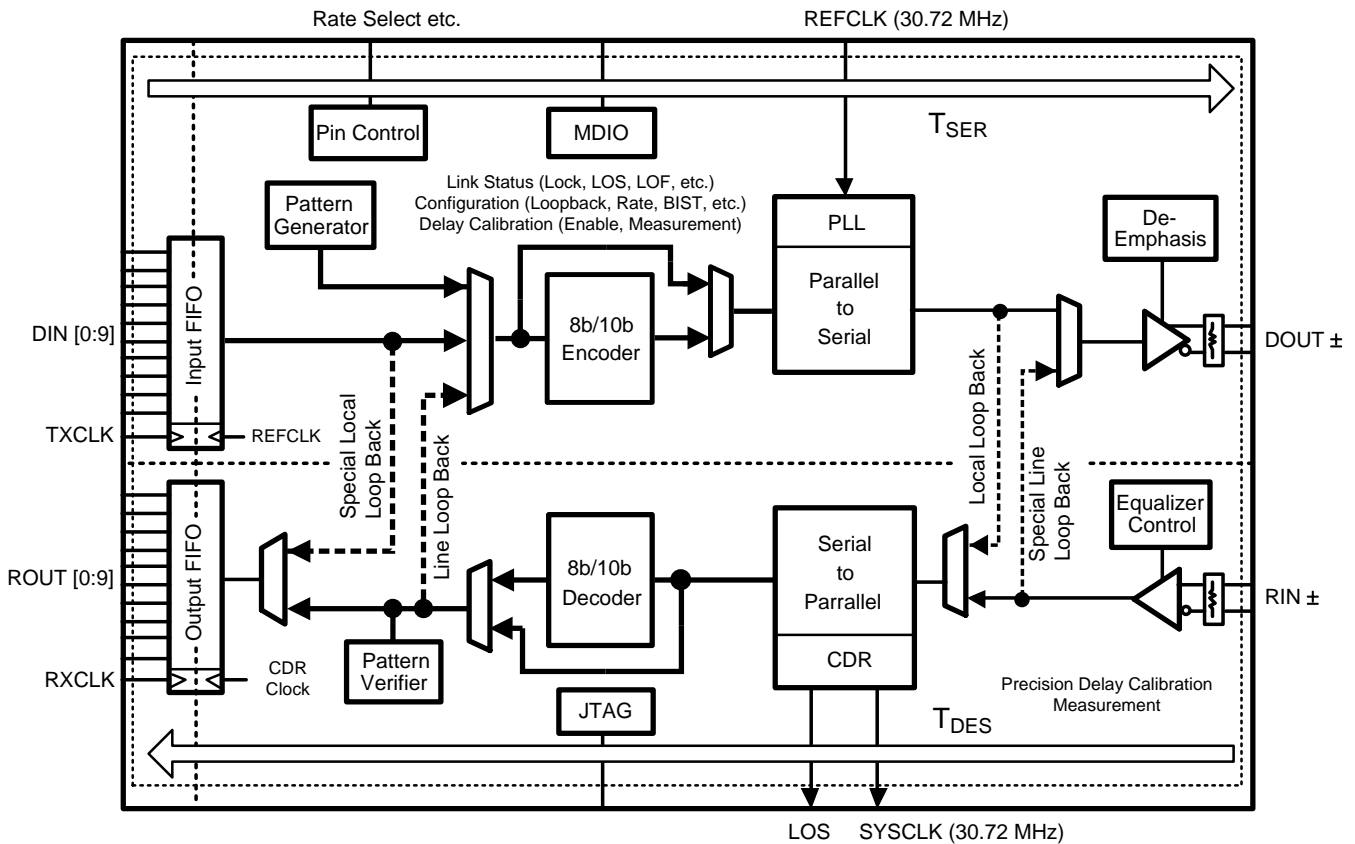 Rate Select etc.
REFCLK (30.72 MHz)
Pin Control
MDIO
TSER
Link Status (Lock, LOS, LOF, etc.)
Configuration (Loopback, Rate, BIST, etc.)
Delay Calibration (Enable, Measurement)
Pattern
Generator
PLL
Parallel
to
Serial
De-
Emphasis
DIN [0:9]
Input FIFO
8b/10b
Encoder
DOUT ±
TXCLK
REFCLK
Special Local
Loop Back
Line Loop Back
Local Loop Back
Special Line
Loop Back
Equalizer
Control
ROUT [0:9]
Output FIFO
8b/10b
Decoder
Serial
to
Parrallel
CDR
RIN ±
RXCLK
CDR
Clock
Pattern
Verifier
Precision Delay Calibration
Measurement
JTAG
TDES
LOS
SYSCLK (30.72 MHz)